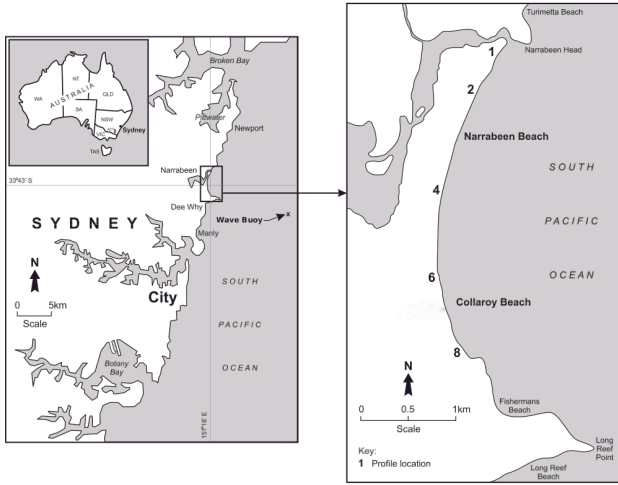 Broken Bay
NT
WA
QLD
AUSTRALIA
SA
NSW
VIC
Sydney
TAS
Pittwater
Newport
Narrabeen
33º43' S
Dee Why
Wave Buoy
x
SYDNEY
Manly
N
0 5km
Scale
City
SOUTH
PACIFIC
OCEAN
Botany
Bay
151º18' E
Turimetta Beach
1
Narrabeen Head
2
Narrabeen Beach
SOUTH
4
PACIFIC
6
OCEAN
Collaroy Beach
8
N
0 0.5 1km
Scale
Fishermans
Beach
Key:
1 Profile location
Long
Reef
Point
Long Reef
Beach